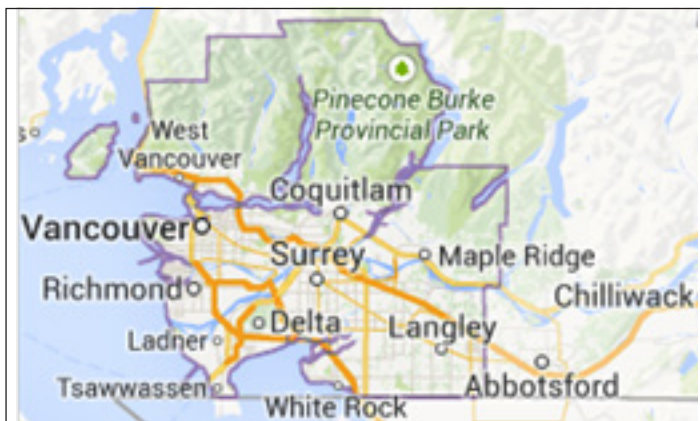 Pinecone Burke
Provincial Park
West
Vancouver
Coquitlam
Vancouver
Surrey
Maple Ridge
Richmond
Chilliwack
Delta
Langley
Ladner
Abbotsford
Tsawwassen
White Rock